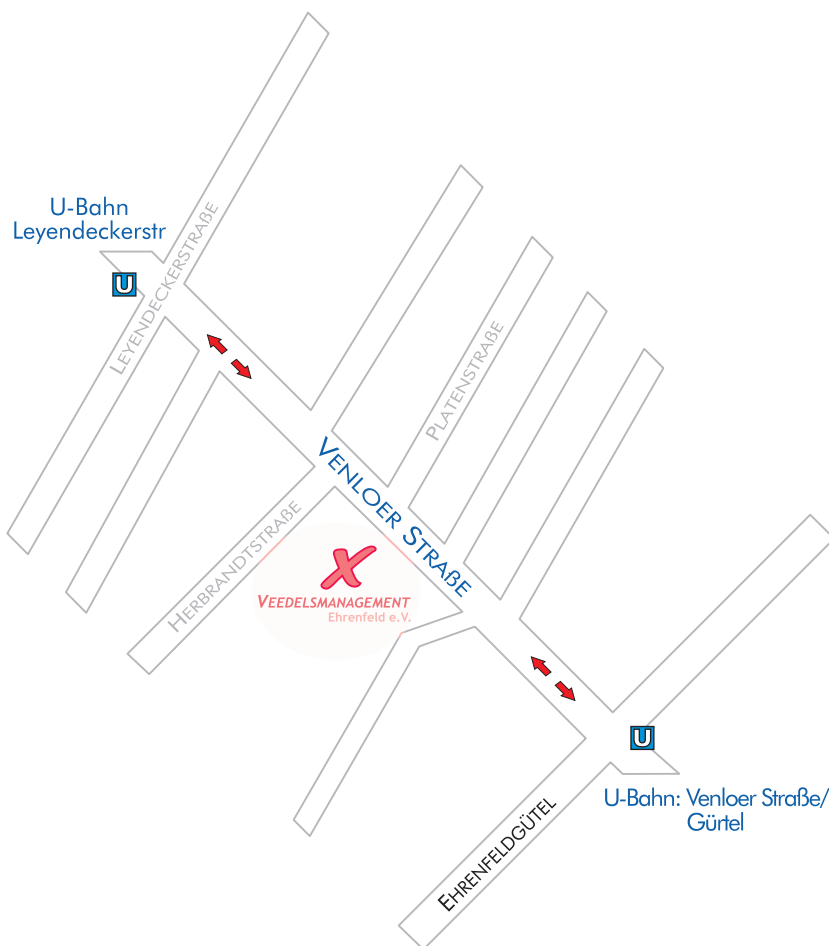 U-Bahn
Leyendeckerstr
U
LEYENDECKERSTRAßE
PLATENSTRAßE
VENLOER STRAßE
HERBRANDTSTRAßE
VEEDELSMANAGEMENT
Ehrenfeld e.V.
U
U-Bahn: Venloer Straße/
Gürtel
EHRENFELDGÜTEL